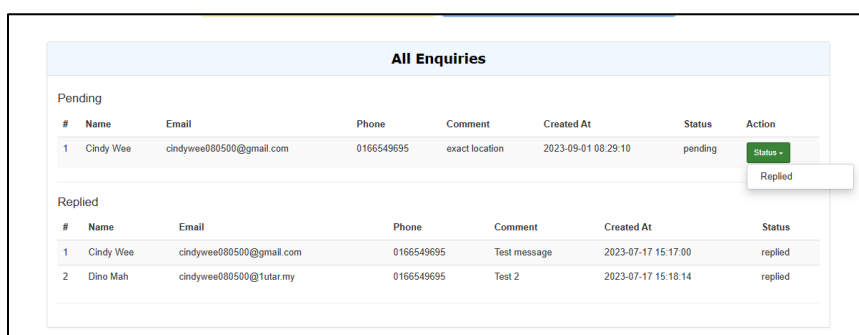 All Enquiries
Pending
# Name Email Phone Comment Created At Status Action
1 Cindy Wee cindywee080500@gmail.com 0166549695 exact location 2023-09-01 08:29:10 pending Status
Replied
Replied
# Name Email Phone Comment Created At Status
1 Cindy Wee cindywee080500@gmail.com 0166549695 Test message 2023-07-17 15:17:00 replied
2 Dino Mah cindywee080500@1utar.my 0166549695 Test 2 2023-07-17 15:18:14 replied